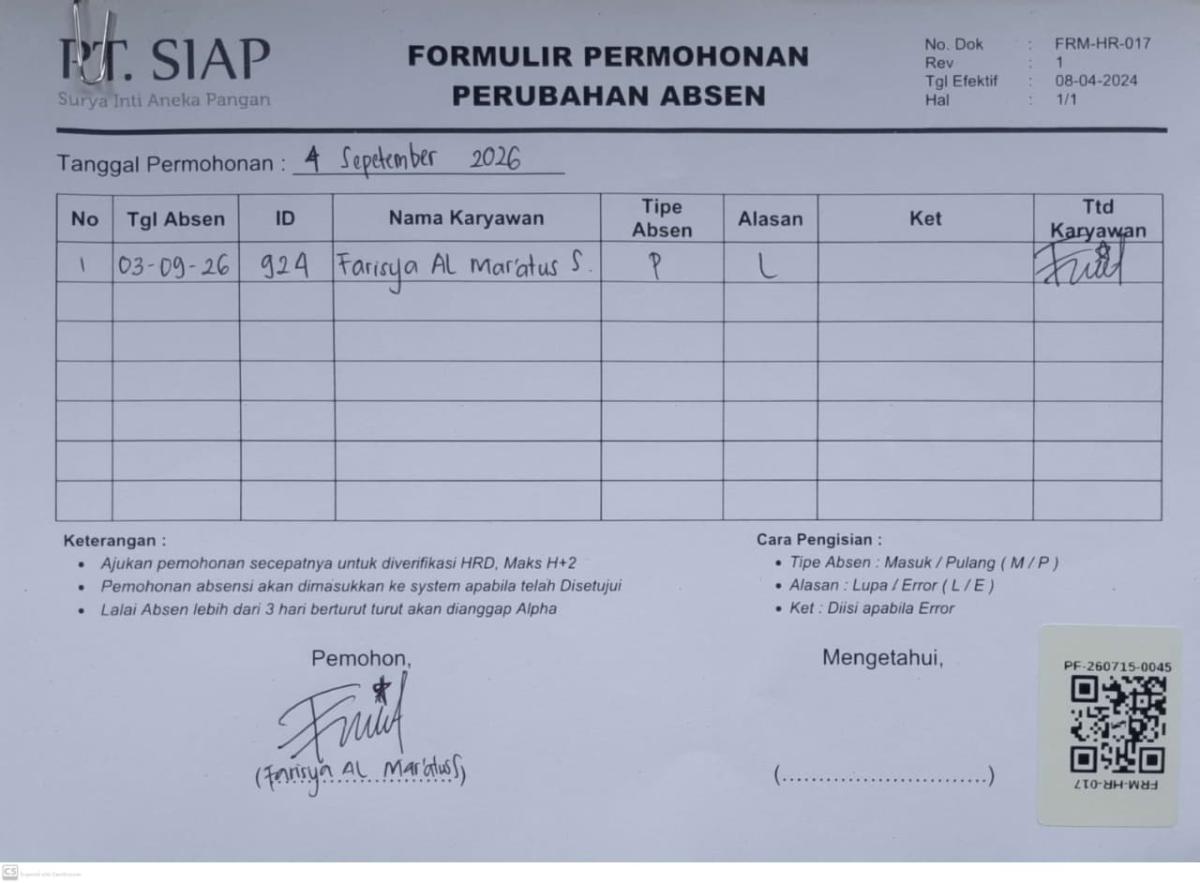 PT. SIAP
Surya Inti Aneka Pangan
FORMULIR PERMOHONAN
PERUBAHAN ABSEN
No. Dok : FRM-HR-017
Rev : 1
Tgl Efektif : 08-04-2024
Hal : 1/1
Tanggal Permohonan : 4 Sepetember 2026
No Tgl Absen ID Nama Karyawan Tipe Absen Alasan Ket Ttd Karyawan
1 03-09-26 924 Farisya AL Mar'atus S. P L
Keterangan :
• Ajukan pemohonan secepatnya untuk diverifikasi HRD, Maks H+2
• Pemohonan absensi akan dimasukkan ke system apabila telah Disetujui
• Lalai Absen lebih dari 3 hari berturut turut akan dianggap Alpha
Cara Pengisian :
• Tipe Absen : Masuk / Pulang ( M / P )
• Alasan : Lupa / Error ( L / E )
• Ket : Diisi apabila Error
Pemohon,
(Farisya AL Mar'atus S)
Mengetahui,
(............................)
PF-260715-0045
FRM-HR-017
CS